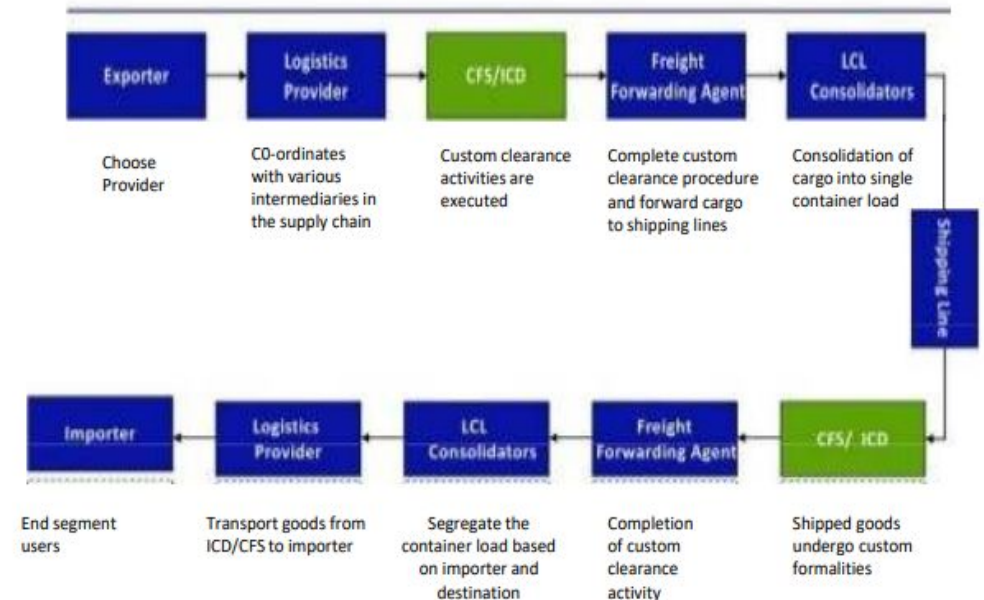 Exporter
Logistics
Provider
CFS/ICD
Freight
Forwarding Agent
LCL
Consolidators
Choose
Provider
CO-ordinates
with various
intermediaries in
the supply chain
Custom clearance
activities are
executed
Complete custom
clearance procedure
and forward cargo
to shipping lines
Consolidation of
cargo into single
container load
Shipping Line
Importer
Logistics
Provider
LCL
Consolidators
Freight
Forwarding Agent
CFS/ ICD
End segment
users
Transport goods from
ICD/CFS to importer
Segregate the
container load based
on importer and
destination
Completion
of custom
clearance
activity
Shipped goods
undergo custom
formalities